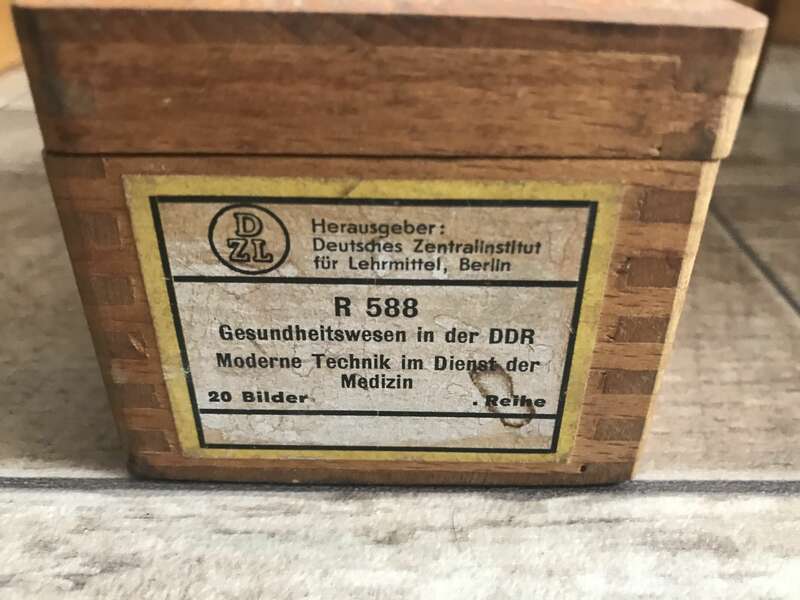 D
ZL
Herausgeber:
Deutsches Zentralinstitut
für Lehrmittel, Berlin
R 588
Gesundheitswesen in der DDR
Moderne Technik im Dienst der
Medizin
20 Bilder . Reihe